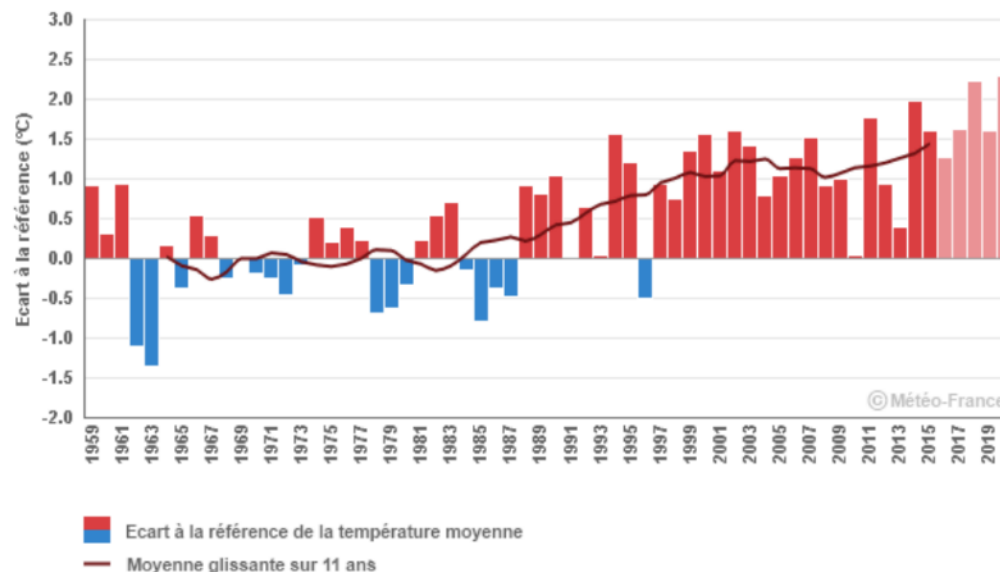 3.0
2.5
2.0
1.5
1.0
0.5
0.0
-0.5
-1.0
-1.5
-2.0
Ecart à la référence (°C)
© Météo-France
1959 1961 1963 1965 1967 1969 1971 1973 1975 1977 1979 1981 1983 1985 1987 1989 1991 1993 1995 1997 1999 2001 2003 2005 2007 2009 2011 2013 2015 2017 2019
Ecart à la référence de la température moyenne
Moyenne glissante sur 11 ans